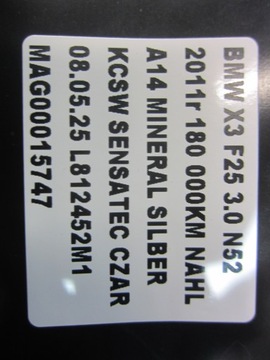 BMW X3 F25 3.0 N52
2011r 180 000KM NAHL
A14 MINERAL SILBER
KCSW SENSATEC CZAR
08.05.25 L812452M1
MAG00015747